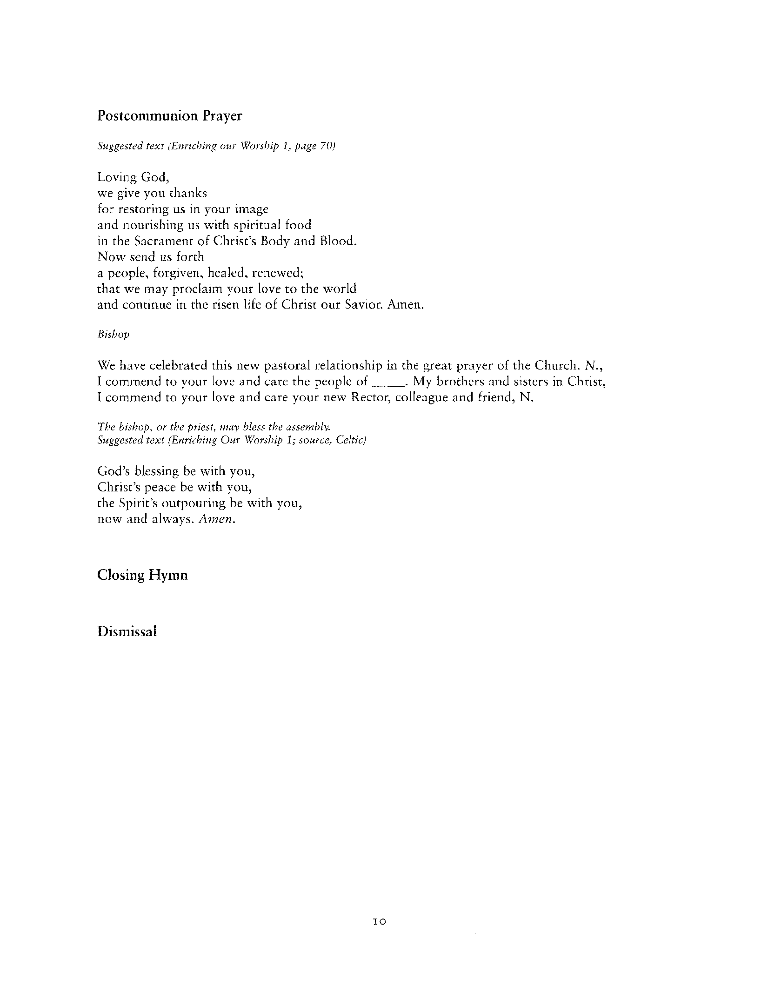 Postcommunion Prayer
Suggested text (Enriching our Worship 1, page 70)
Loving God,
we give you thanks
for restoring us in your image
and nourishing us with spiritual food
in the Sacrament of Christ's Body and Blood.
Now send us forth
a people, forgiven, healed, renewed;
that we may proclaim your love to the world
and continue in the risen life of Christ our Savior. Amen.
Bishop
We have celebrated this new pastoral relationship in the great prayer of the Church. N.,
I commend to your love and care the people of _____. My brothers and sisters in Christ,
I commend to your love and care your new Rector, colleague and friend, N.
The bishop, or the priest, may bless the assembly.
Suggested text (Enriching Our Worship 1; source, Celtic)
God's blessing be with you,
Christ's peace be with you,
the Spirit's outpouring be with you,
now and always. Amen.
Closing Hymn
Dismissal
10